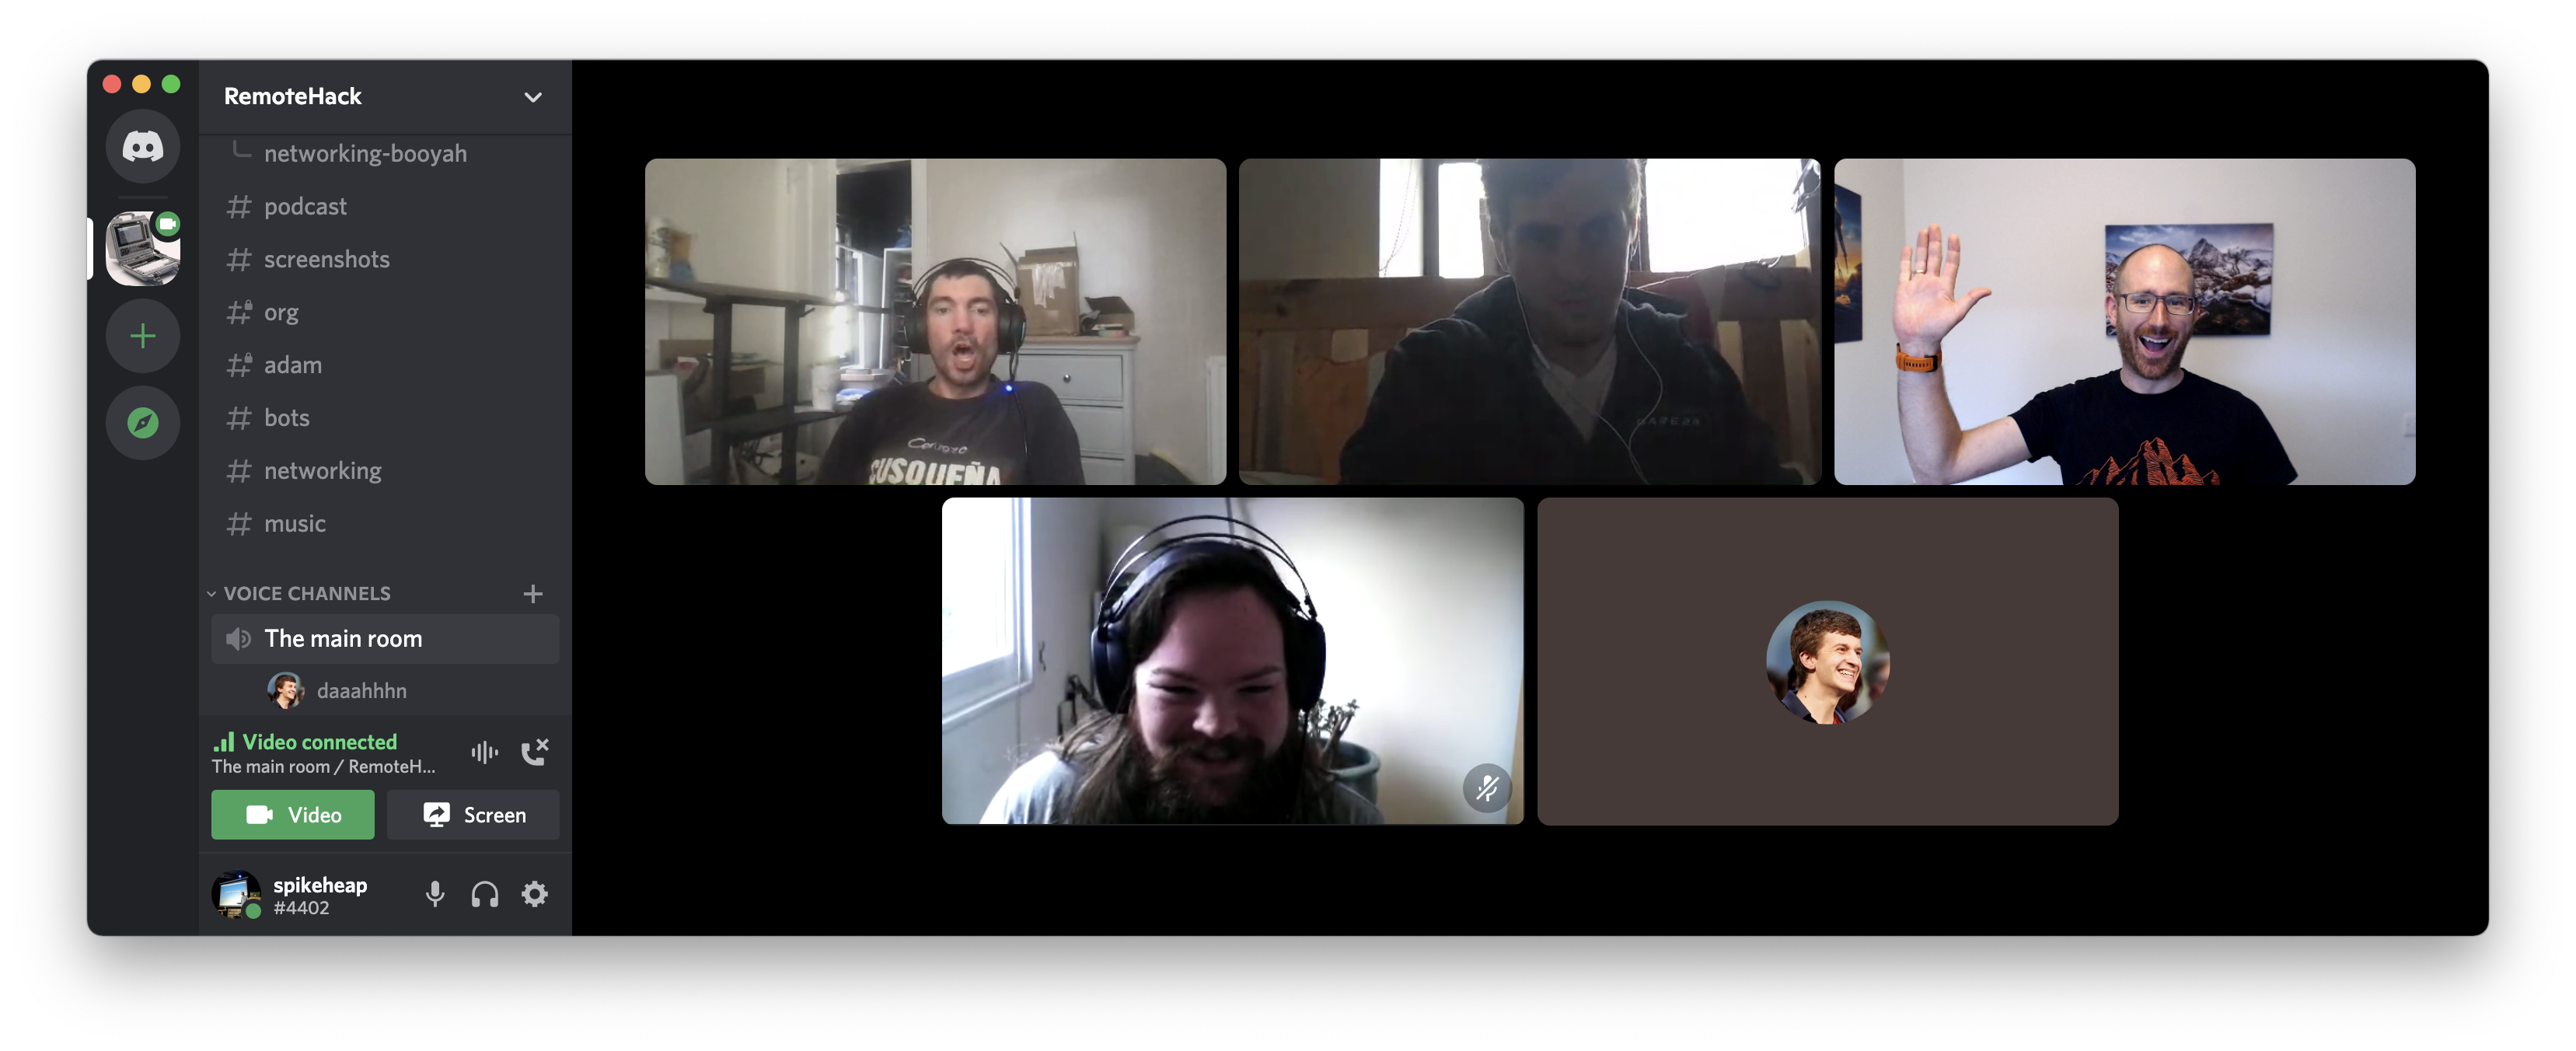 RemoteHack
networking-booyah
# podcast
# screenshots
# org
# adam
# bots
# networking
# music
VOICE CHANNELS
The main room
daaahhhn
Video connected
The main room / RemoteH...
Video
Screen
spikeheap
#4402
CUSQUEÑA